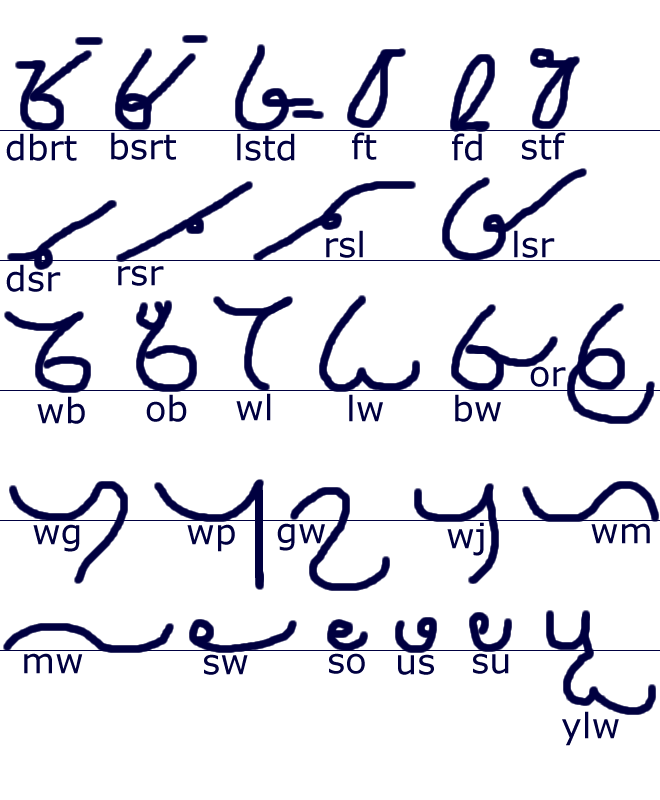 dbrt bsrt lstd ft fd stf
dsr rsr rsl lsr
wb ob wl lw bw or
wg wp gw wj wm
mw sw so us su
ylw